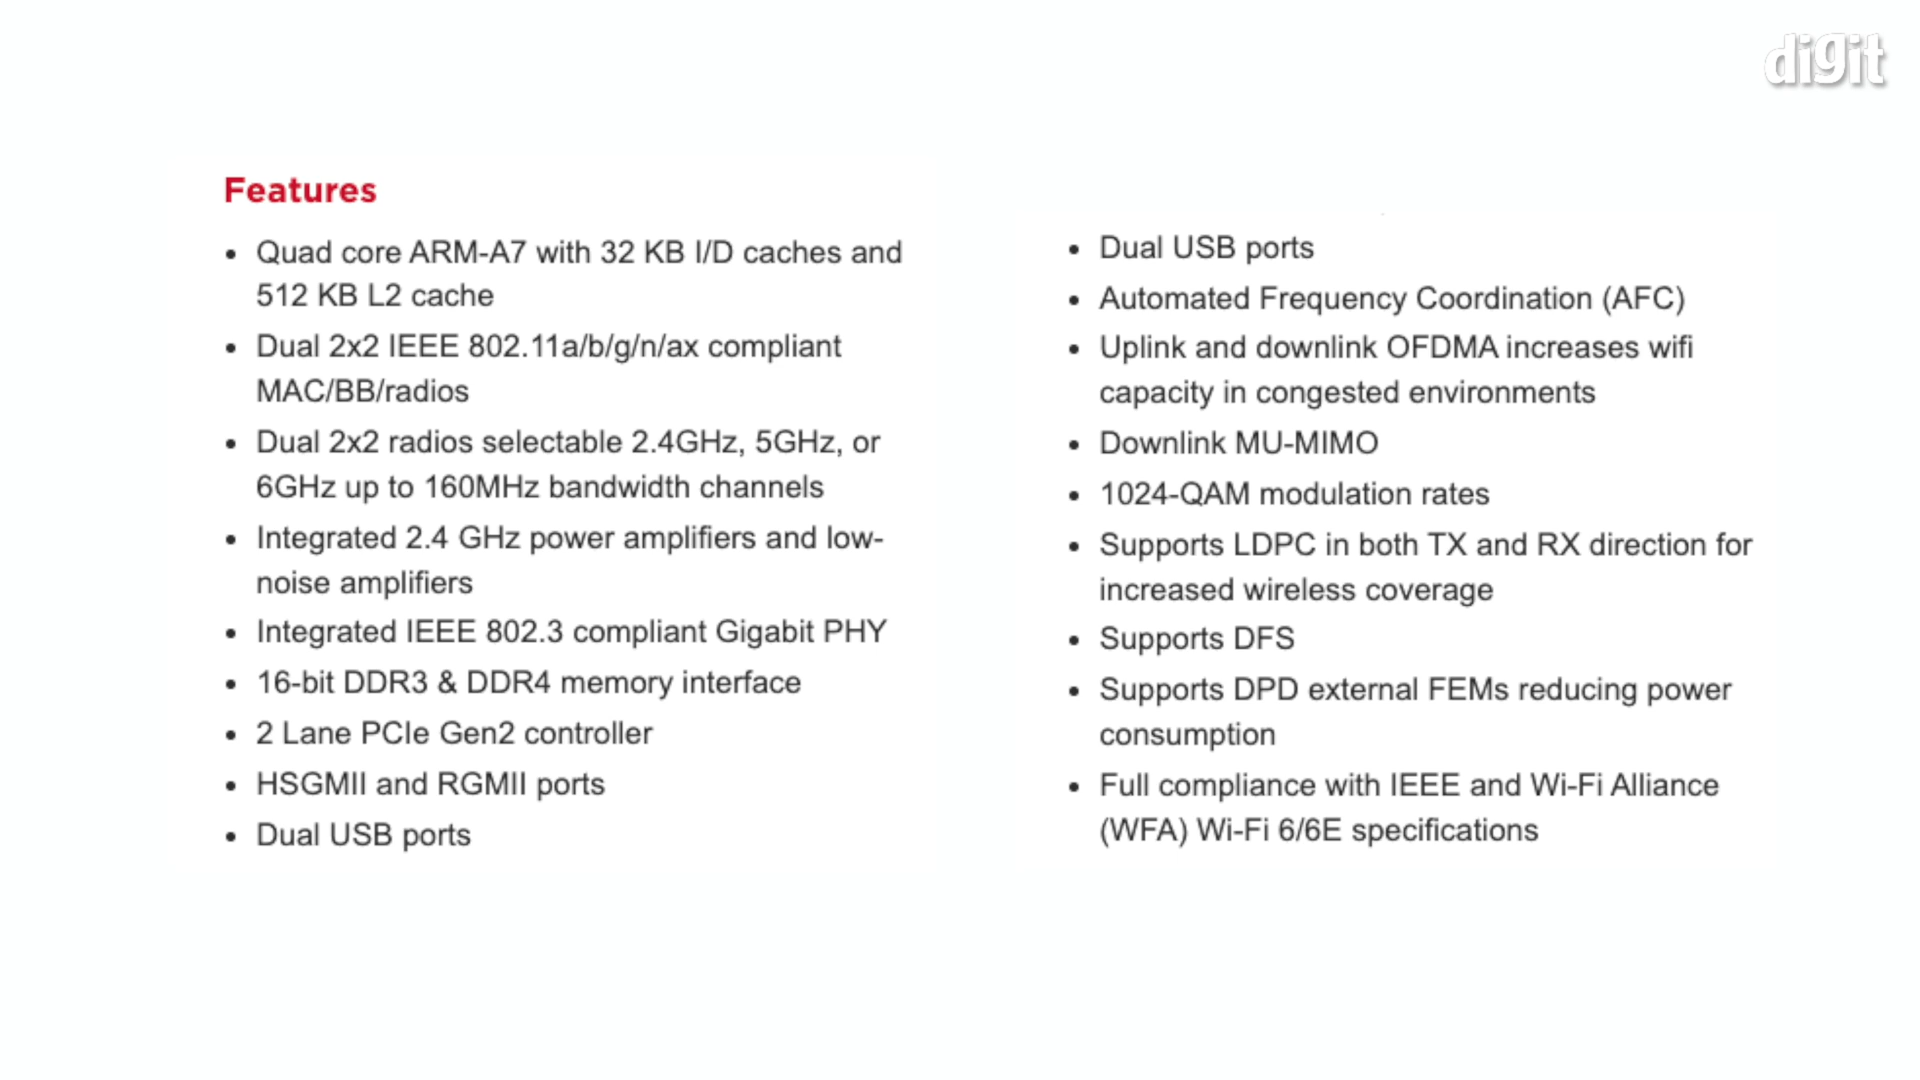 digit
Features
• Quad core ARM-A7 with 32 KB I/D caches and
512 KB L2 cache
• Dual 2x2 IEEE 802.11a/b/g/n/ax compliant
MAC/BB/radios
• Dual 2x2 radios selectable 2.4GHz, 5GHz, or
6GHz up to 160MHz bandwidth channels
• Integrated 2.4 GHz power amplifiers and low-
noise amplifiers
• Integrated IEEE 802.3 compliant Gigabit PHY
• 16-bit DDR3 & DDR4 memory interface
• 2 Lane PCIe Gen2 controller
• HSGMII and RGMII ports
• Dual USB ports
• Dual USB ports
• Automated Frequency Coordination (AFC)
• Uplink and downlink OFDMA increases wifi
capacity in congested environments
• Downlink MU-MIMO
• 1024-QAM modulation rates
• Supports LDPC in both TX and RX direction for
increased wireless coverage
• Supports DFS
• Supports DPD external FEMs reducing power
consumption
• Full compliance with IEEE and Wi-Fi Alliance
(WFA) Wi-Fi 6/6E specifications